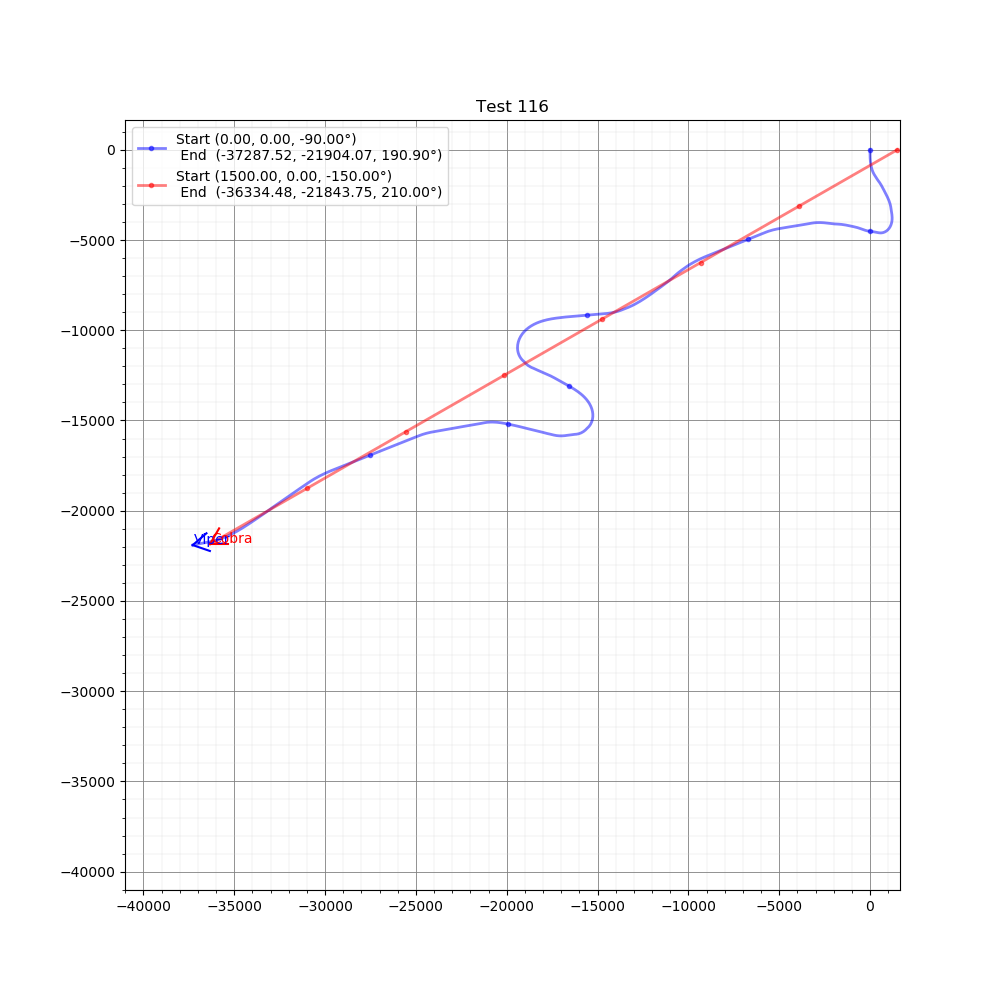 Test 116
Start (0.00, 0.00, -90.00°)
End (-37287.52, -21904.07, 190.90°)
Start (1500.00, 0.00, -150.00°)
End (-36334.48, -21843.75, 210.00°)
0
−5000
−10000
−15000
−20000
−25000
−30000
−35000
−40000
−40000 −35000 −30000 −25000 −20000 −15000 −10000 −5000 0